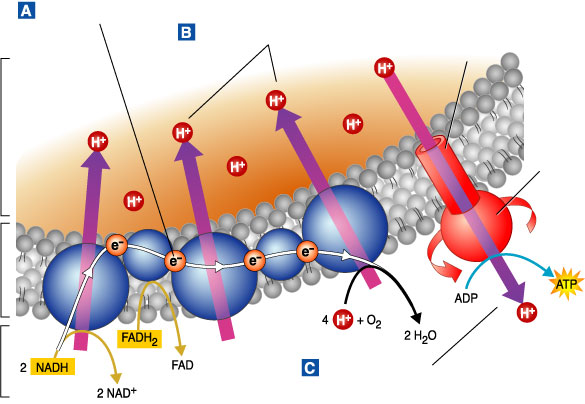 A
B
H+
H+
H+
H+
H+
H+
H+
e–
e–
e–
e–
ADP
ATP
H+
4 H+ + O2
2 H2O
FADH2
FAD
2 NADH
2 NAD+
C